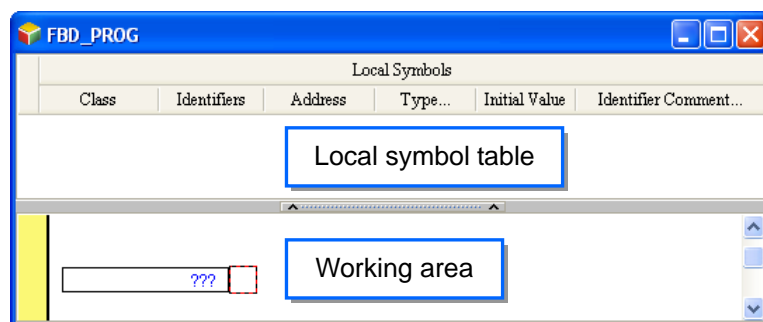 FBD_PROG
Local Symbols
Class Identifiers Address Type... Initial Value Identifier Comment...
Local symbol table
Working area
???